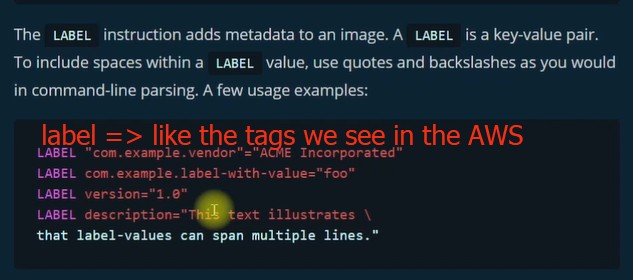 The LABEL instruction adds metadata to an image. A LABEL is a key-value pair.
To include spaces within a LABEL value, use quotes and backslashes as you would
in command-line parsing. A few usage examples:
label => like the tags we see in the AWS
LABEL "com.example.vendor"="ACME Incorporated"
LABEL com.example.label-with-value="foo"
LABEL version="1.0"
LABEL description="This text illustrates \
that label-values can span multiple lines."